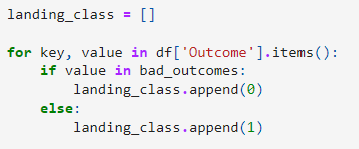 landing_class = []
for key, value in df['Outcome'].items():
    if value in bad_outcomes:
        landing_class.append(0)
    else:
        landing_class.append(1)